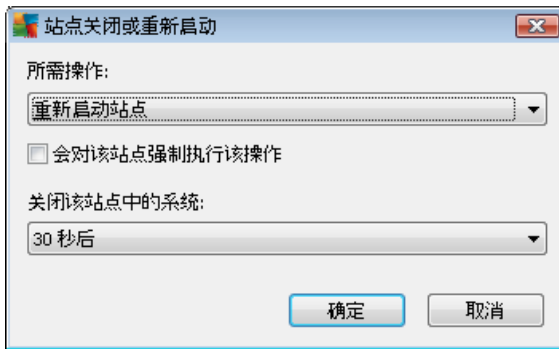 站点关闭或重新启动
所需操作:
重新启动站点
会对该站点强制执行该操作
关闭该站点中的系统:
30 秒后
确定
取消